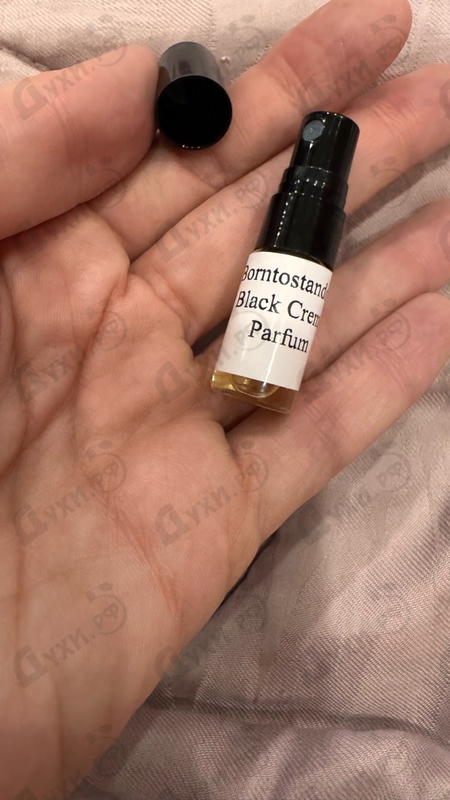 Borntostand
Black Crem
Parfum
Духи.РФ